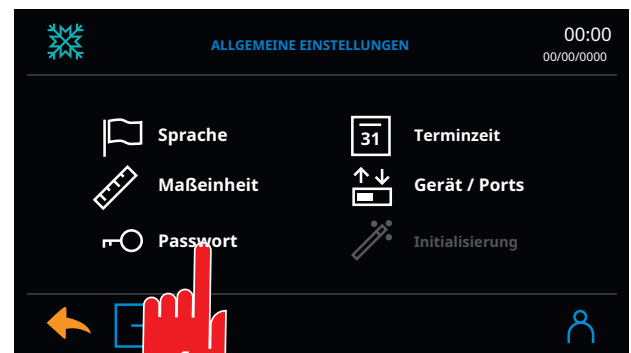 ALLGEMEINE EINSTELLUNGEN
00:00
00/00/0000
Sprache
31
Terminzeit
Maßeinheit
Gerät / Ports
Passwort
Initialisierung